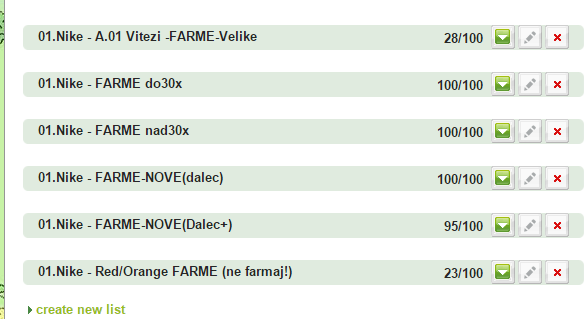 01.Nike - A.01 Vitezi -FARME-Velike 28/100
01.Nike - FARME do30x 100/100
01.Nike - FARME nad30x 100/100
01.Nike - FARME-NOVE(dalec) 100/100
01.Nike - FARME-NOVE(Dalec+) 95/100
01.Nike - Red/Orange FARME (ne farmaj!) 23/100
create new list